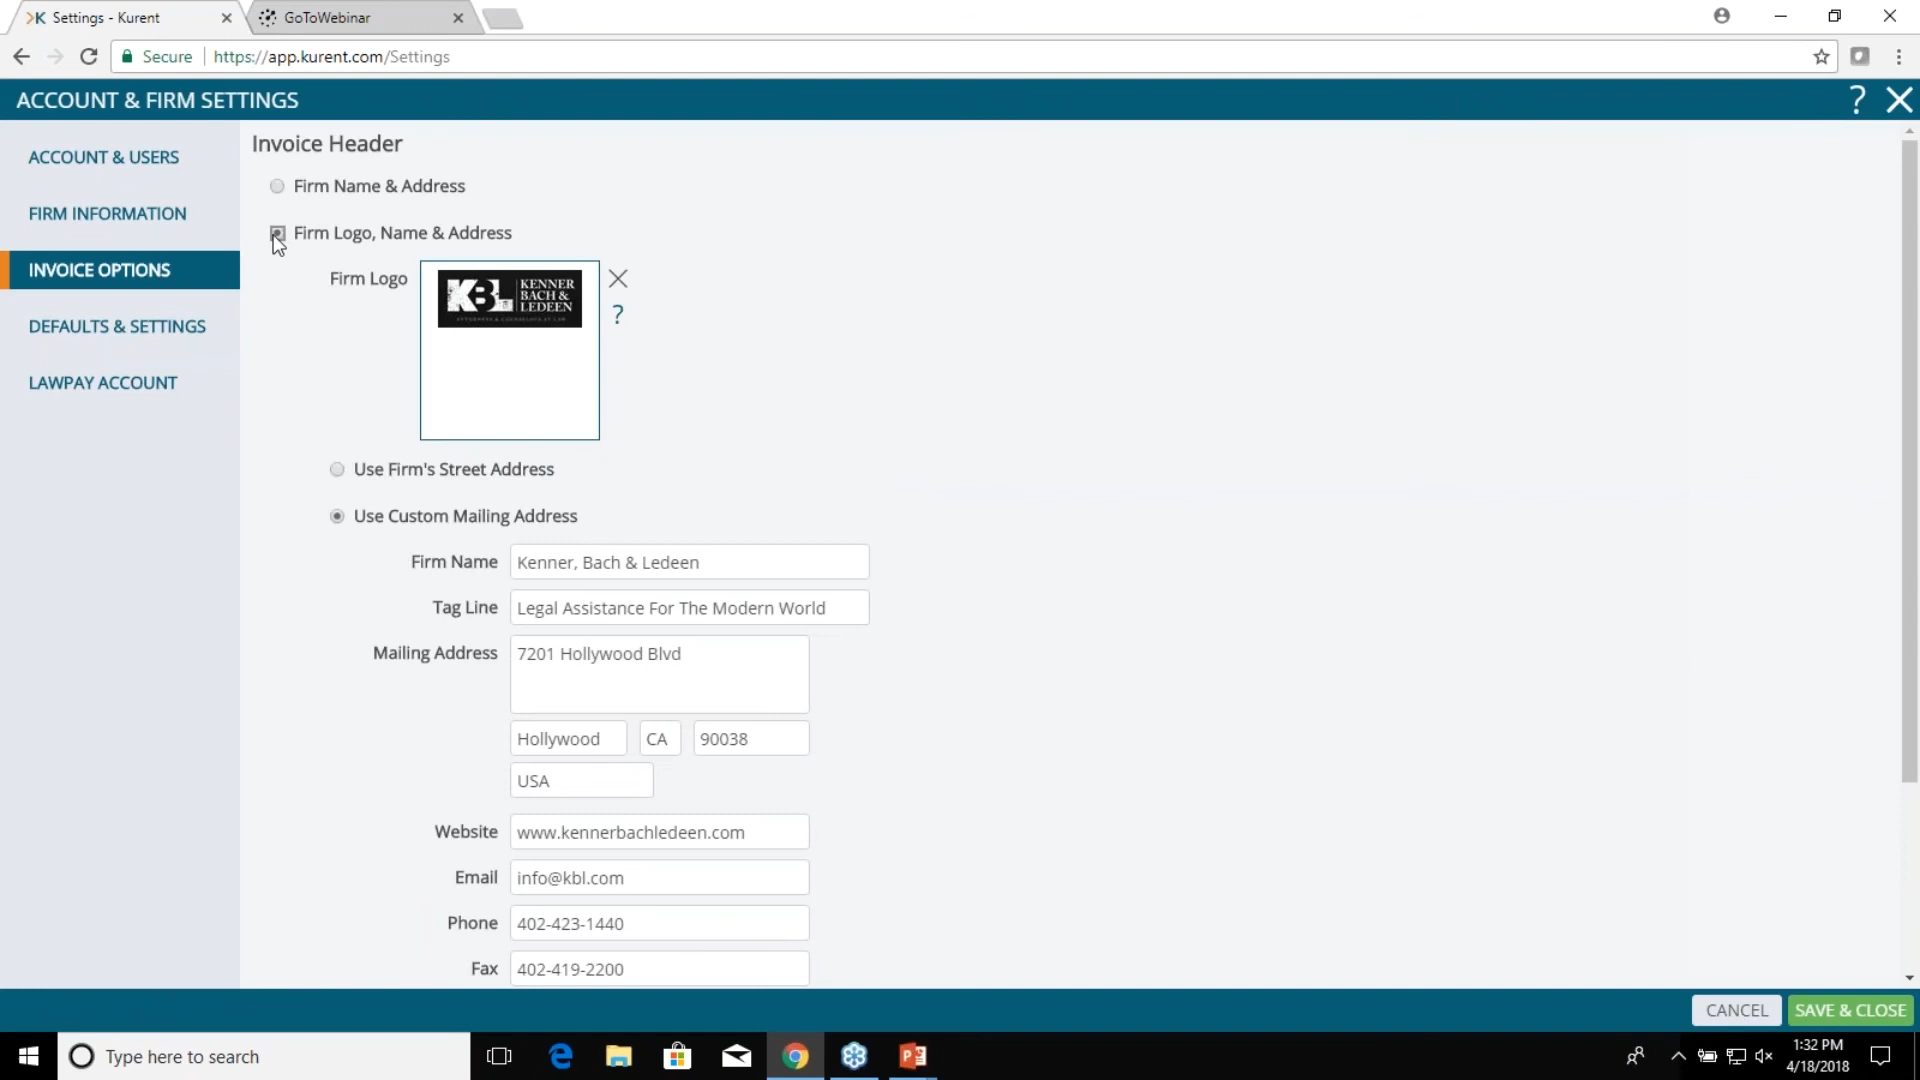 Settings - Kurent
GoToWebinar
Secure
https://app.kurent.com/Settings
ACCOUNT & FIRM SETTINGS
?
ACCOUNT & USERS
FIRM INFORMATION
INVOICE OPTIONS
DEFAULTS & SETTINGS
LAWPAY ACCOUNT
Invoice Header
Firm Name & Address
Firm Logo, Name & Address
Firm Logo
KBL
KENNER
BACH &
LEDEEN
ATTORNEYS & COUNSELORS AT LAW
?
Use Firm's Street Address
Use Custom Mailing Address
Firm Name Kenner, Bach & Ledeen
Tag Line Legal Assistance For The Modern World
Mailing Address 7201 Hollywood Blvd
Hollywood CA 90038
USA
Website www.kennerbachledeen.com
Email info@kbl.com
Phone 402-423-1440
Fax 402-419-2200
CANCEL SAVE & CLOSE
Type here to search
1:32 PM
4/18/2018